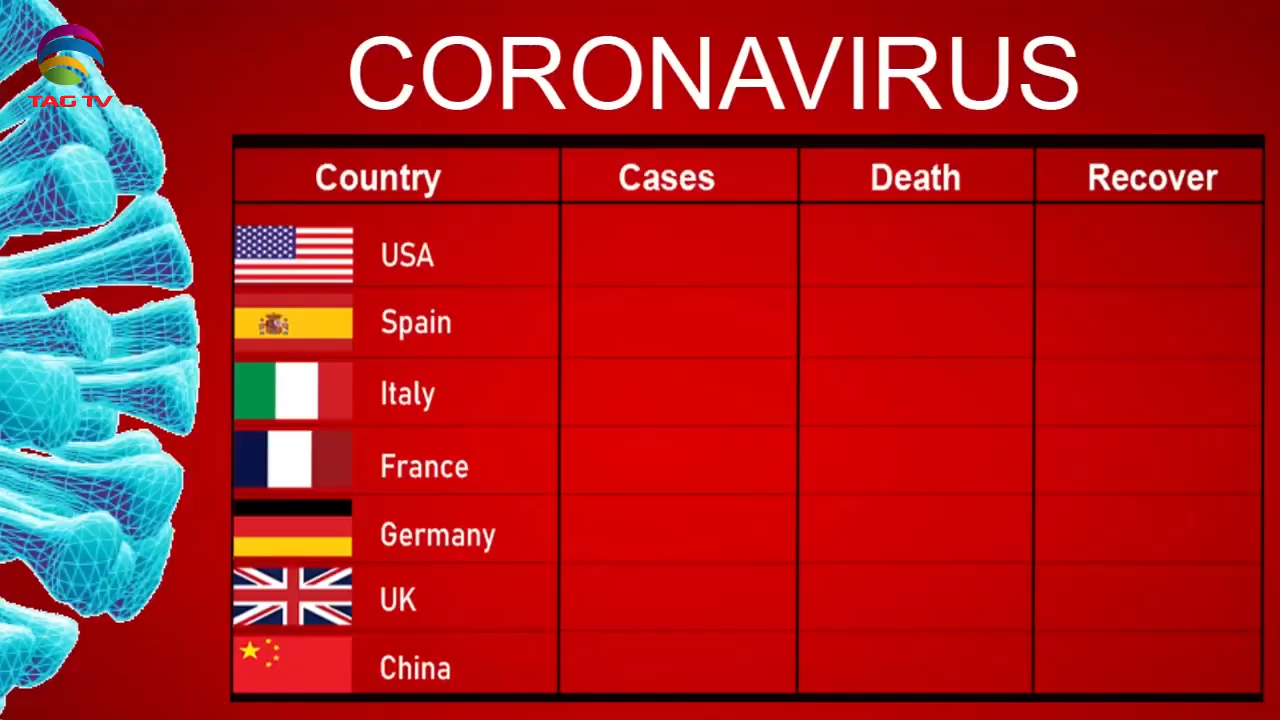 TAG TV
CORONAVIRUS
Country Cases Death Recover
USA
Spain
Italy
France
Germany
UK
China